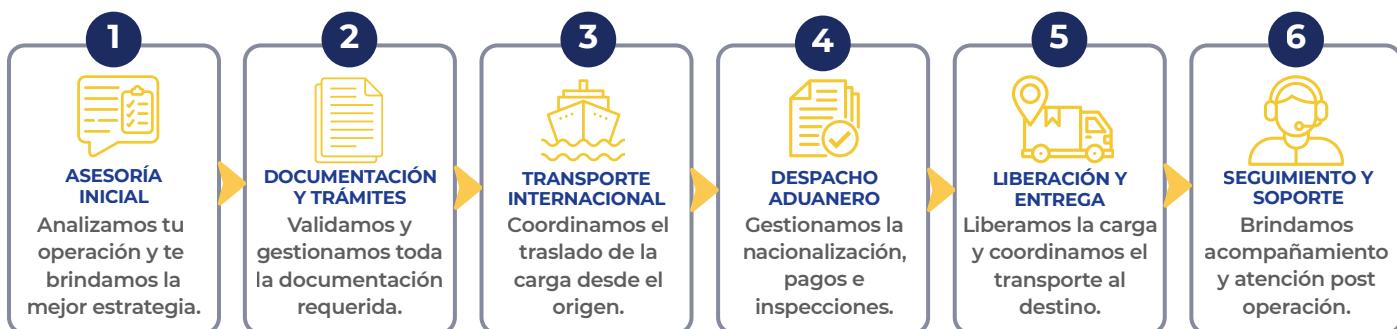 1
ASESORÍA
INICIAL
Analizamos tu
operación y te
brindamos la
mejor estrategia.
2
DOCUMENTACIÓN
Y TRÁMITES
Validamos y
gestionamos toda
la documentación
requerida.
3
TRANSPORTE
INTERNACIONAL
Coordinamos el
traslado de la
carga desde el
origen.
4
DESPACHO
ADUANERO
Gestionamos la
nacionalización,
pagos e
inspecciones.
5
LIBERACIÓN Y
ENTREGA
Liberamos la carga
y coordinamos el
transporte al
destino.
6
SEGUIMIENTO Y
SOPORTE
Brindamos
acompañamiento
y atención post
operación.